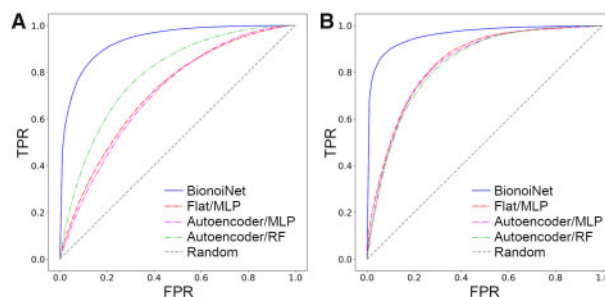 A
1.0
0.8
0.6
0.4
0.2
0.0
TPR
BionoiNet
Flat/MLP
Autoencoder/MLP
Autoencoder/RF
Random
0.0 0.2 0.4 0.6 0.8 1.0
FPR
B
1.0
0.8
0.6
0.4
0.2
0.0
TPR
BionoiNet
Flat/MLP
Autoencoder/MLP
Autoencoder/RF
Random
0.0 0.2 0.4 0.6 0.8 1.0
FPR